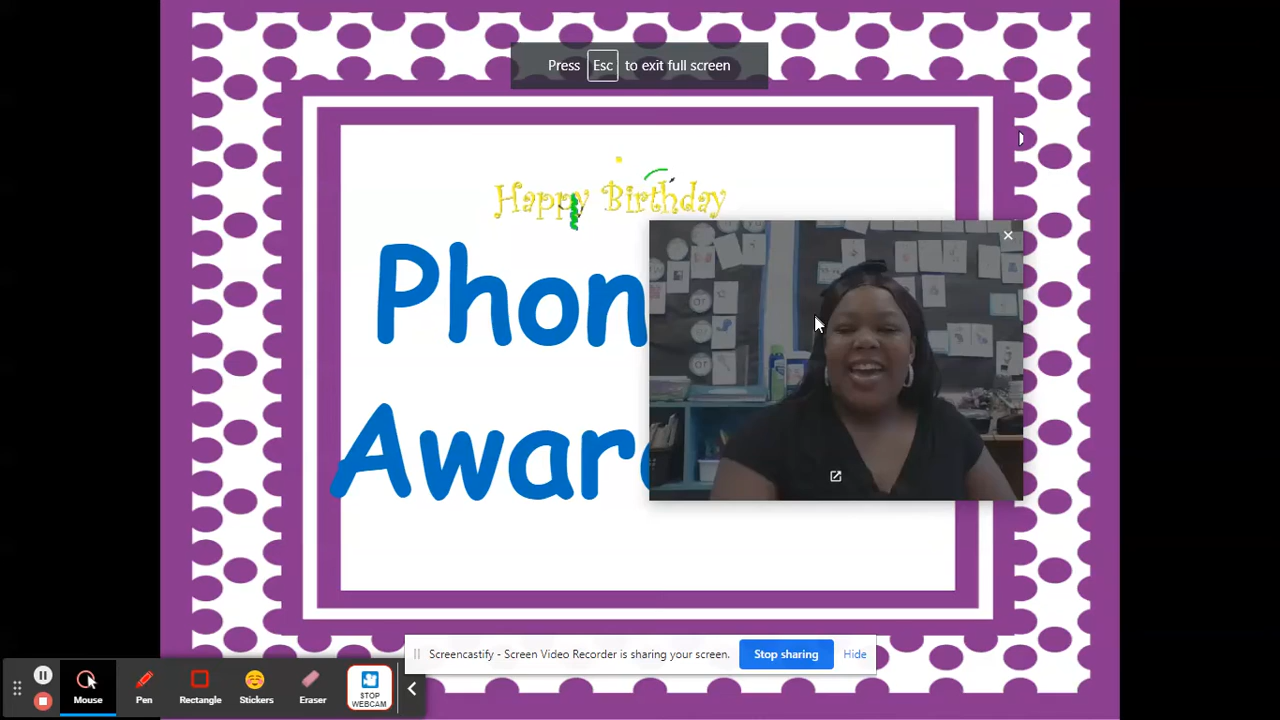 Press Esc to exit full screen
Happy Birthday
Phon
Awar
ar
Screencastify - Screen Video Recorder is sharing your screen.
Stop sharing
Hide
Mouse
Pen
Rectangle
Stickers
STOP
WEBCAM
Eraser